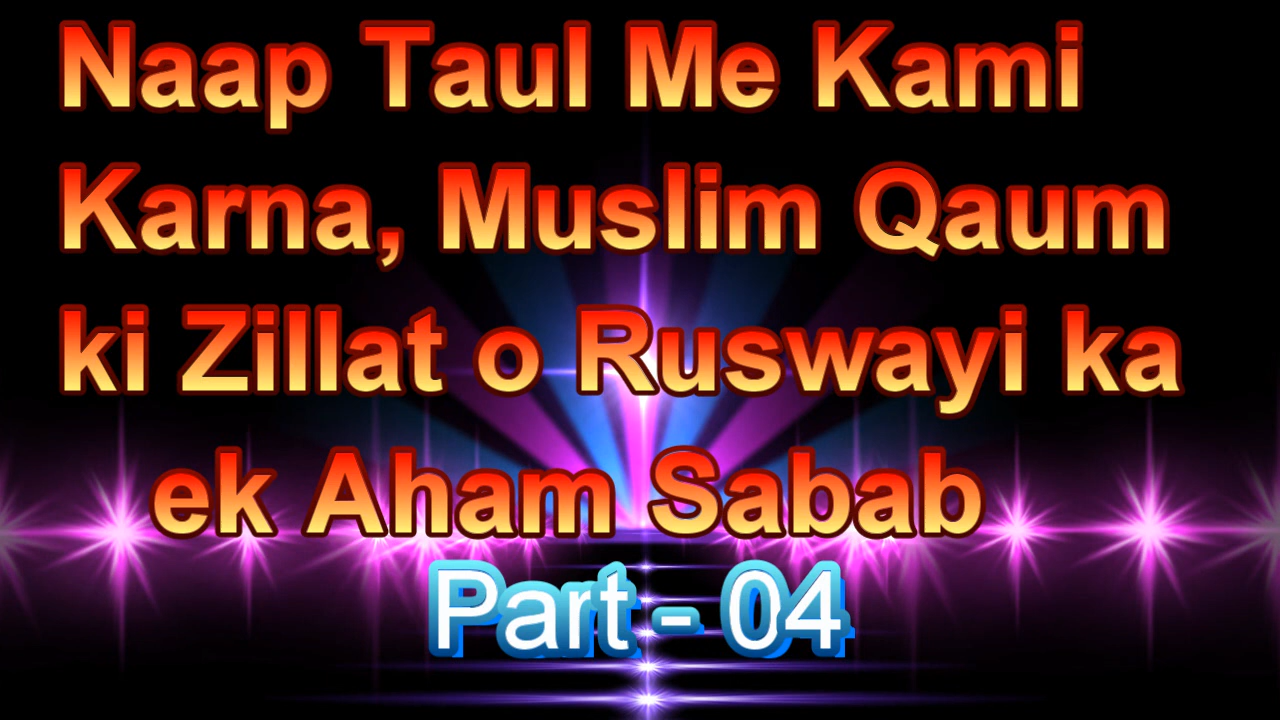 Naap Taul Me Kami
Karna, Muslim Qaum
ki Zillat o Ruswayi ka
ek Aham Sabab
Part - 04